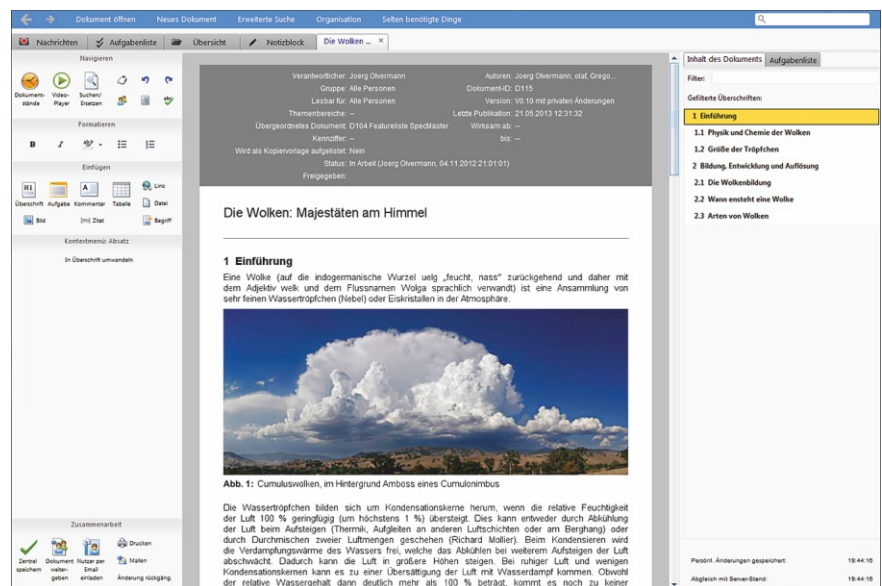 Dokument öffnen Neues Dokument Erweiterte Suche Organisation Selten benötigte Dinge
Nachrichten Aufgabenliste Übersicht Notizblock Die Wolken ... ×
Navigieren
Dokument-stände Video-Player Suchen/Ersetzen
Formatieren
B I
Einfügen
H1 A
Überschrift Aufgabe Kommentar Tabelle
Link
Datei
Bild Zitat Begriff
Kontextmenü: Absatz
In Überschrift umwandeln
Zusammenarbeit
Zentral speichern Dokument weiter-geben Nutzer per Email einladen
Drucken
Mailen
Änderung rückgängig.
Verantwortlicher: Joerg Olvermann Autoren: Joerg Olvermann, olaf, Grego...
Gruppe: Alle Personen Dokument-ID: D115
Lesbar für: Alle Personen Version: V0.10 mit privaten Änderungen
Themenbereiche: -- Letzte Publikation: 21.05.2013 12:31:32
Übergeordnetes Dokument: D104 Featureliste SpecMaster Wirksam ab: --
Kennziffer: -- bis: --
Wird als Kopiervorlage aufgelistet: Nein
Status: In Arbeit (Joerg Olvermann, 04.11.2012 21:01:01)
Freigegeben:
Die Wolken: Majestäten am Himmel
1 Einführung
Eine Wolke (auf die indogermanische Wurzel uelg „feucht, nass“ zurückgehend und daher mit
dem Adjektiv welk und dem Flussnamen Wolga sprachlich verwandt) ist eine Ansammlung von
sehr feinen Wassertröpfchen (Nebel) oder Eiskristallen in der Atmosphäre.
Abb. 1: Cumuluswolken, im Hintergrund Amboss eines Cumulonimbus
Die Wassertröpfchen bilden sich um Kondensationskerne herum, wenn die relative Feuchtigkeit
der Luft 100 % geringfügig (um höchstens 1 %) übersteigt. Dies kann entweder durch Abkühlung
der Luft beim Aufsteigen (Thermik, Aufgleiten an anderen Luftschichten oder am Berghang) oder
durch Durchmischen zweier Luftmengen geschehen (Richard Mollier). Beim Kondensieren wird
die Verdampfungswärme des Wassers frei, welche das Abkühlen bei weiterem Aufsteigen der Luft
abschwächt. Dadurch kann die Luft in größere Höhen steigen. Bei ruhiger Luft und wenigen
Kondensationskernen kann es zu einer Übersättigung der Luft mit Wasserdampf kommen. Obwohl
der relative Wassergehalt dann deutlich mehr als 100 % beträgt, kommt es noch zu keiner
Inhalt des Dokuments Aufgabenliste
Filter:
Gefilterte Überschriften:
1 Einführung
1.1 Physik und Chemie der Wolken
1.2 Größe der Tröpfchen
2 Bildung, Entwicklung und Auflösung
2.1 Die Wolkenbildung
2.2 Wann ensteht eine Wolke
2.3 Arten von Wolken
Persönl. Änderungen gespeichert: 19:44:16
Abgleich mit Server-Stand: 19:44:16